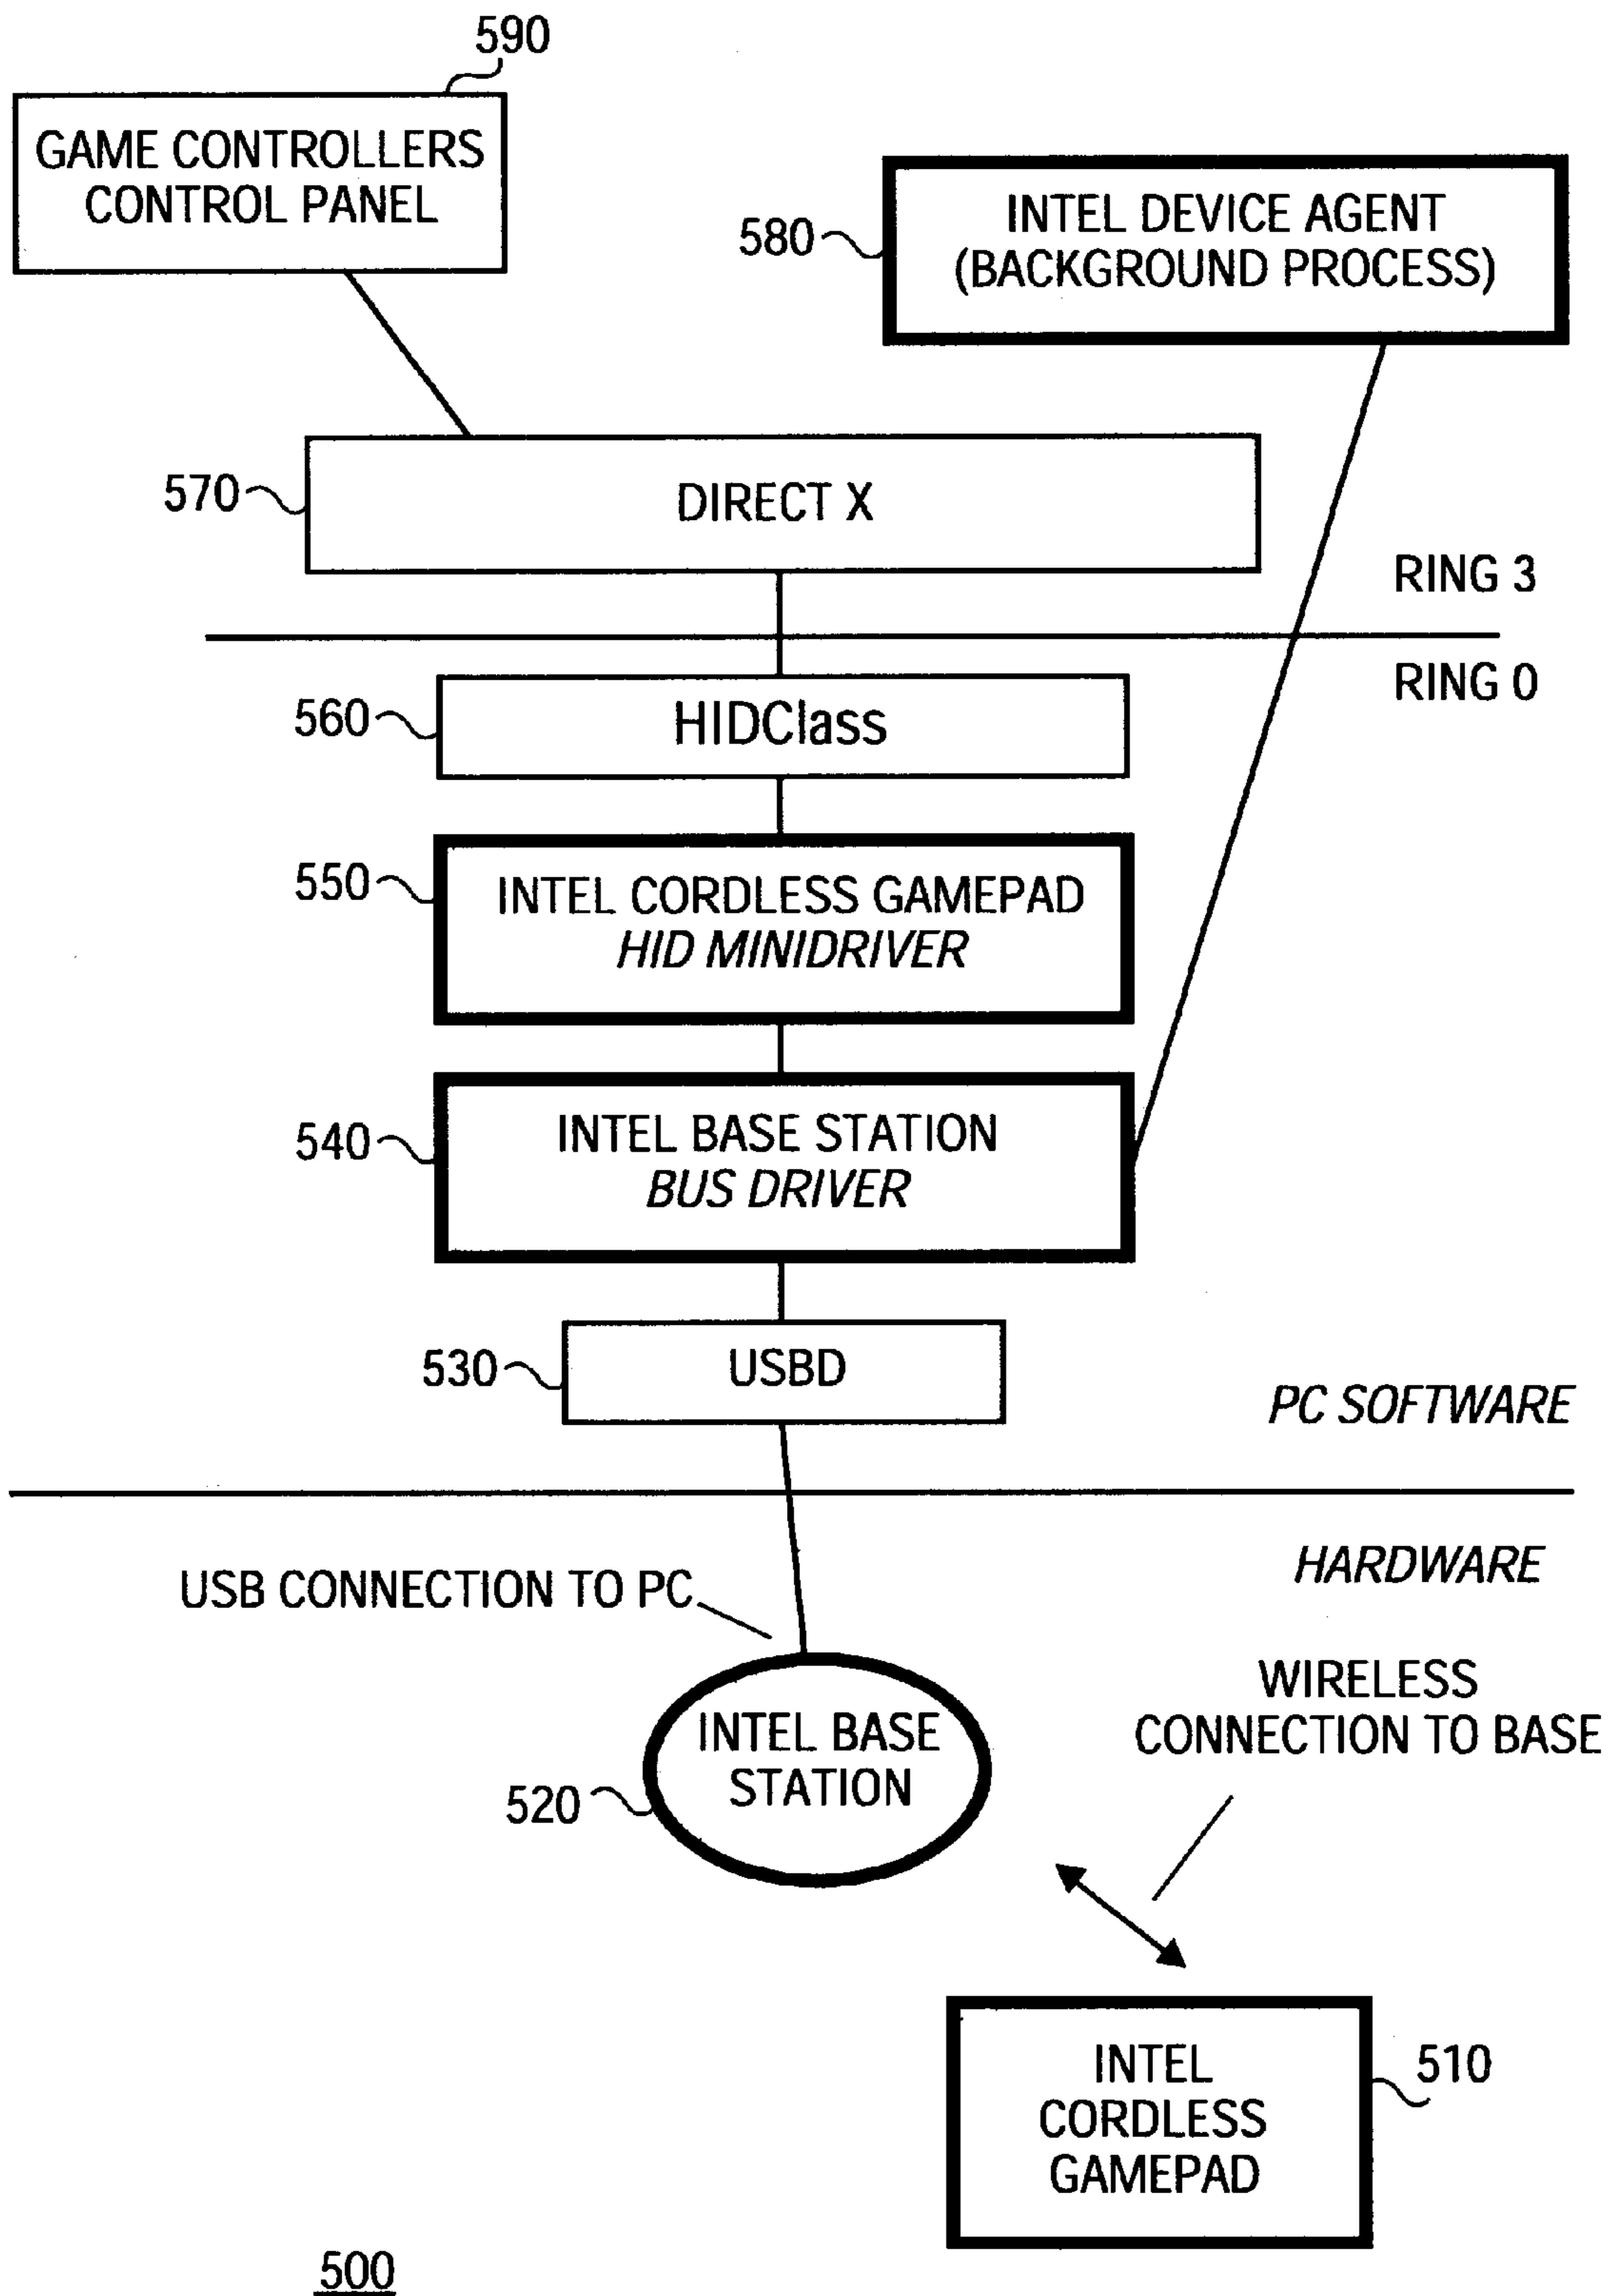 590
GAME CONTROLLERS
CONTROL PANEL
580
INTEL DEVICE AGENT
(BACKGROUND PROCESS)
570
DIRECT X
RING 3
RING 0
560
HIDClass
550
INTEL CORDLESS GAMEPAD
HID MINIDRIVER
540
INTEL BASE STATION
BUS DRIVER
530
USBD
PC SOFTWARE
HARDWARE
USB CONNECTION TO PC
WIRELESS
CONNECTION TO BASE
INTEL BASE
STATION
520
510
INTEL
CORDLESS
GAMEPAD
500